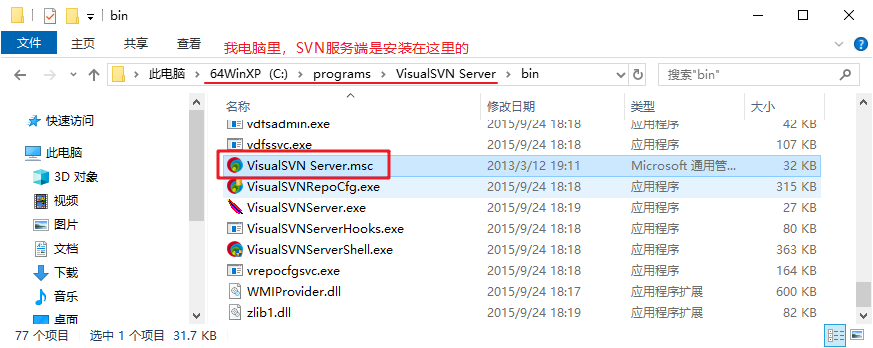 bin
文件 主页 共享 查看 我电脑里，SVN服务端是安装在这里的
此电脑 64WinXP (C:) programs VisualSVN Server bin 搜索"bin"
名称 修改日期 类型 大小
快速访问
此电脑
3D 对象
视频
图片
文档
下载
音乐
桌面
vdfsadmin.exe 2015/9/24 18:18 应用程序 42 KB
vdfssvc.exe 2015/9/24 18:18 应用程序 107 KB
VisualSVN Server.msc 2013/3/12 19:11 Microsoft 通用管... 32 KB
VisualSVNRepoCfg.exe 2015/9/24 18:18 应用程序 315 KB
VisualSVNServer.exe 2015/9/24 18:19 应用程序 27 KB
VisualSVNServerHooks.exe 2015/9/24 18:18 应用程序 80 KB
VisualSVNServerShell.exe 2015/9/24 18:18 应用程序 363 KB
vrepocfgsvc.exe 2015/9/24 18:18 应用程序 164 KB
WMIProvider.dll 2015/9/24 18:17 应用程序扩展 600 KB
zlib1.dll 2015/9/24 18:19 应用程序扩展 82 KB
77 个项目 选中 1 个项目 31.7 KB